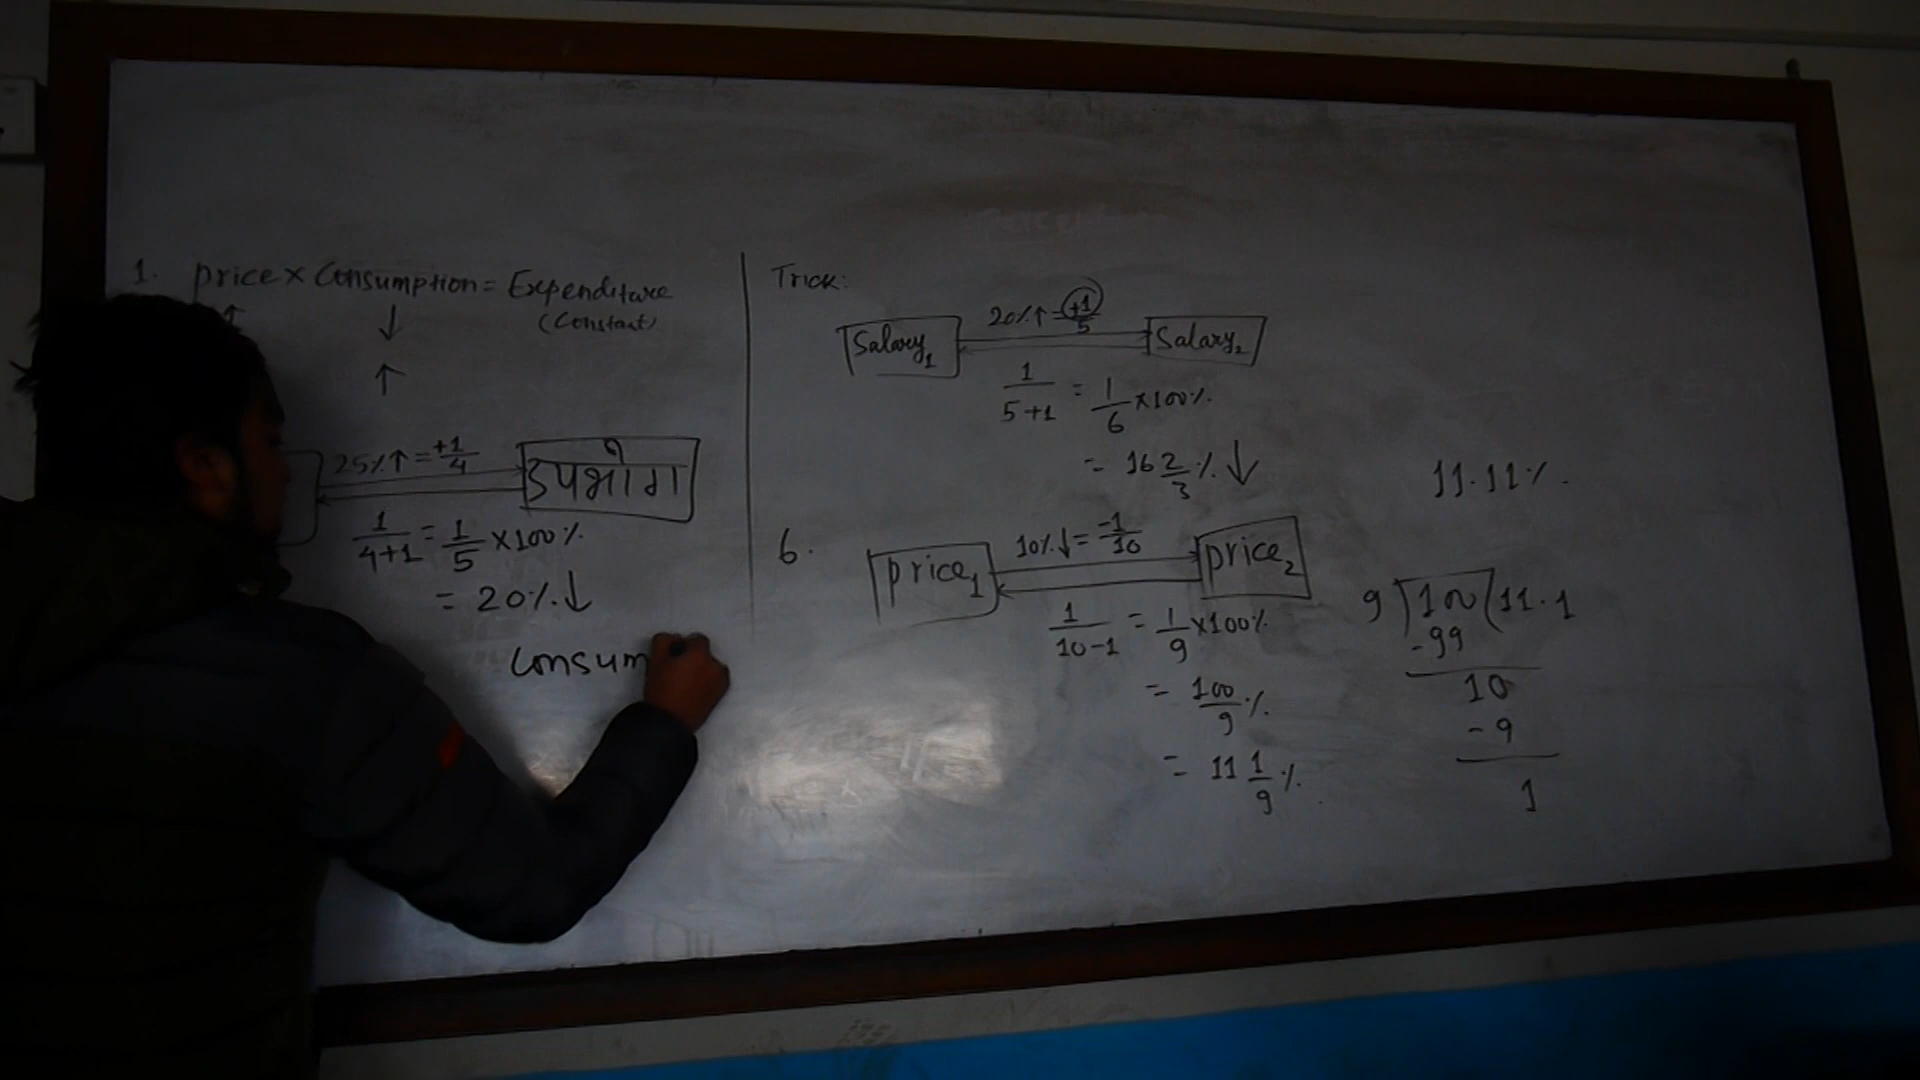 1. price × Consumption = Expenditure
(Constant)
↑ ↓
↑
25%↑ = +1/4
उपभोग
1/4+1 = 1/5 ×100%
= 20%↓
Consum
Trick:
Salary₁ 20%↑ = +1/5 Salary₂
1/5+1 = 1/6 ×100%
= 16 2/3 %↓
6. price₁ 10%↓ = -1/10 price₂
1/10-1 = 1/9 ×100%
= 100/9 %
= 11 1/9 %
11.11%
9)100(11.1
-99
10
-9
1